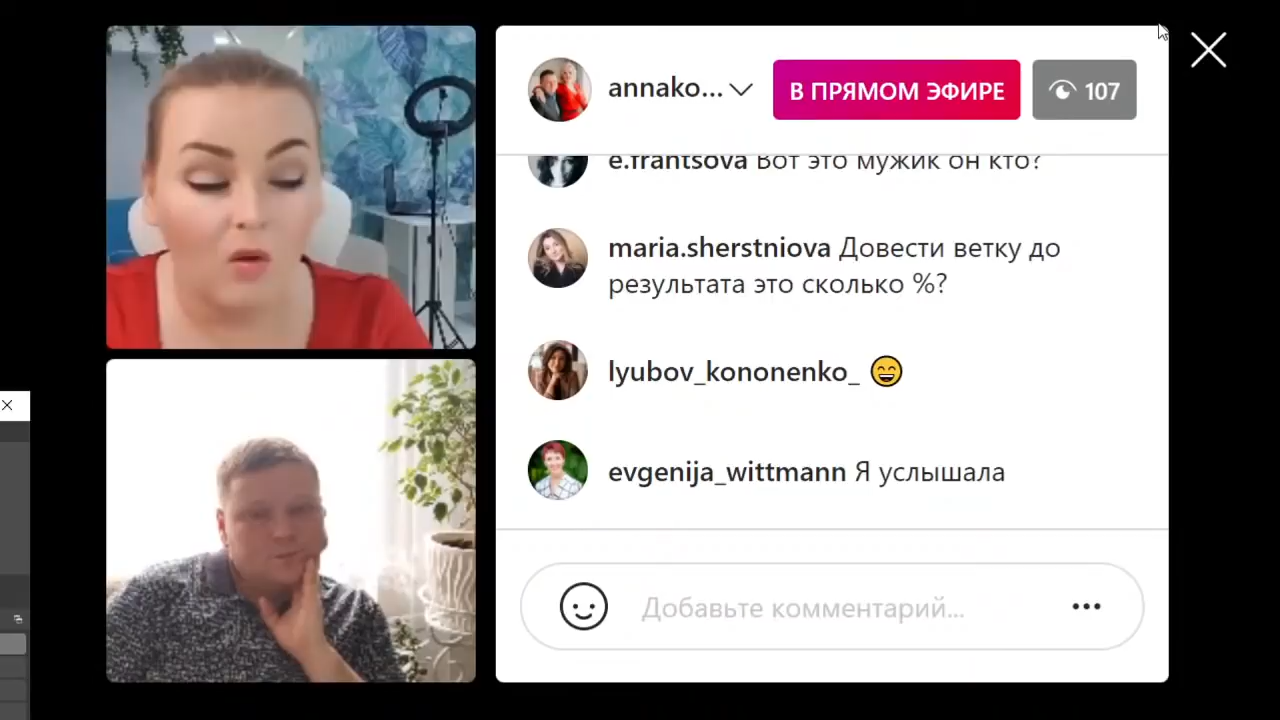 annako...
В ПРЯМОМ ЭФИРЕ
107
e.frantsova Вот это мужик он кто?
maria.sherstniova Довести ветку до
результата это сколько %?
lyubov_kononenko_ 😄
evgenija_wittmann Я услышала
Добавьте комментарий...